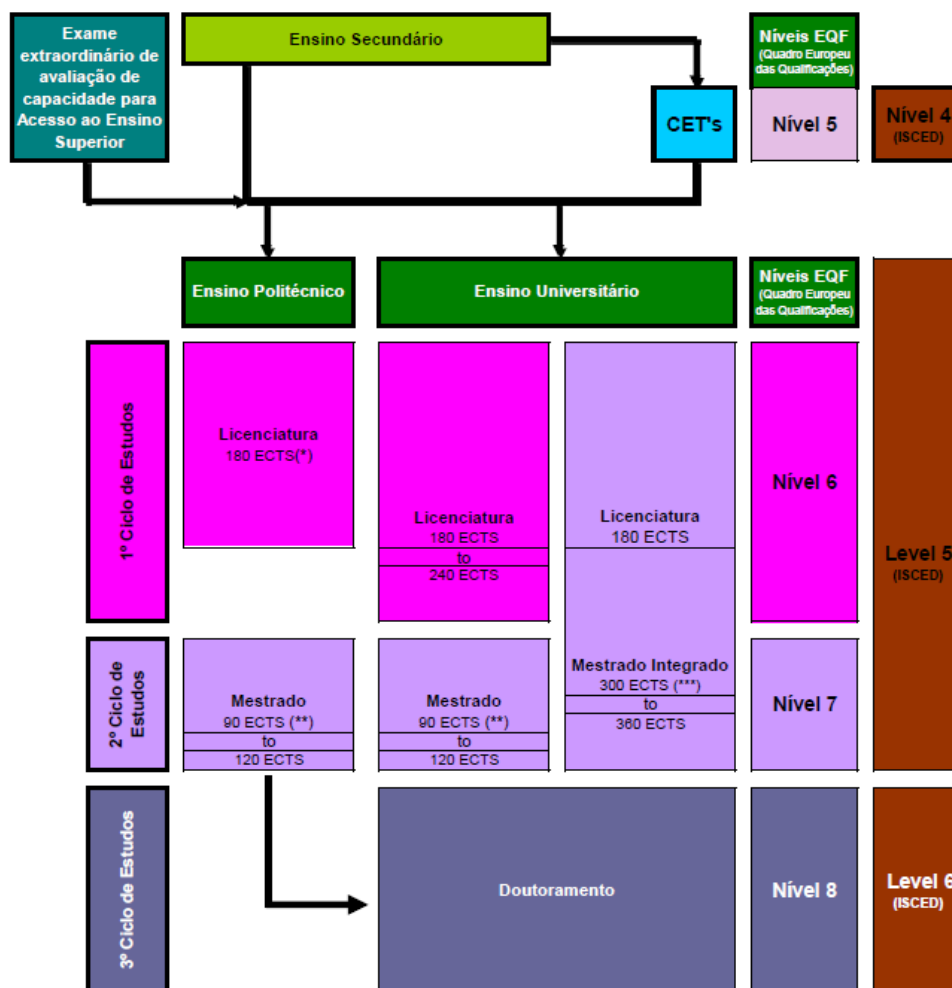 Exame
extraordinário de
avaliação de
capacidade para
Acesso ao Ensino
Superior
Ensino Secundário
Níveis EQF
(Quadro Europeu
das Qualificações)
CET's
Nível 5
Nível 4
(ISCED)
Ensino Politécnico
Ensino Universitário
Níveis EQF
(Quadro Europeu
das Qualificações)
1º Ciclo de Estudos
Licenciatura
180 ECTS(*)
Licenciatura
180 ECTS
to
240 ECTS
Licenciatura
180 ECTS
Nível 6
Level 5
(ISCED)
2º Ciclo de
Estudos
Mestrado
90 ECTS (**)
to
120 ECTS
Mestrado
90 ECTS (**)
to
120 ECTS
Mestrado Integrado
300 ECTS (***)
to
360 ECTS
Nível 7
3º Ciclo de Estudos
Doutoramento
Nível 8
Level 6
(ISCED)